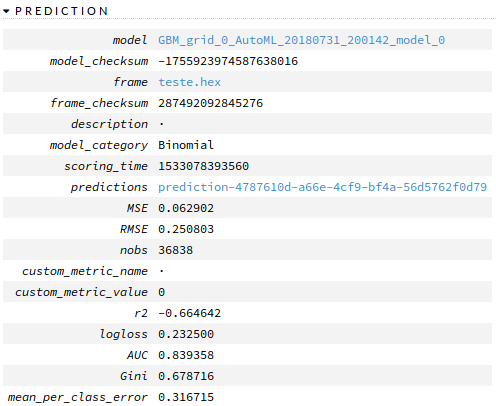 PREDICTION
model GBM_grid_0_AutoML_20180731_200142_model_0
model_checksum -1755923974587638016
frame teste.hex
frame_checksum 287492092845276
description ·
model_category Binomial
scoring_time 1533078393560
predictions prediction-4787610d-a66e-4cf9-bf4a-56d5762f0d79
MSE 0.062902
RMSE 0.250803
nobs 36838
custom_metric_name ·
custom_metric_value 0
r2 -0.664642
logloss 0.232500
AUC 0.839358
Gini 0.678716
mean_per_class_error 0.316715